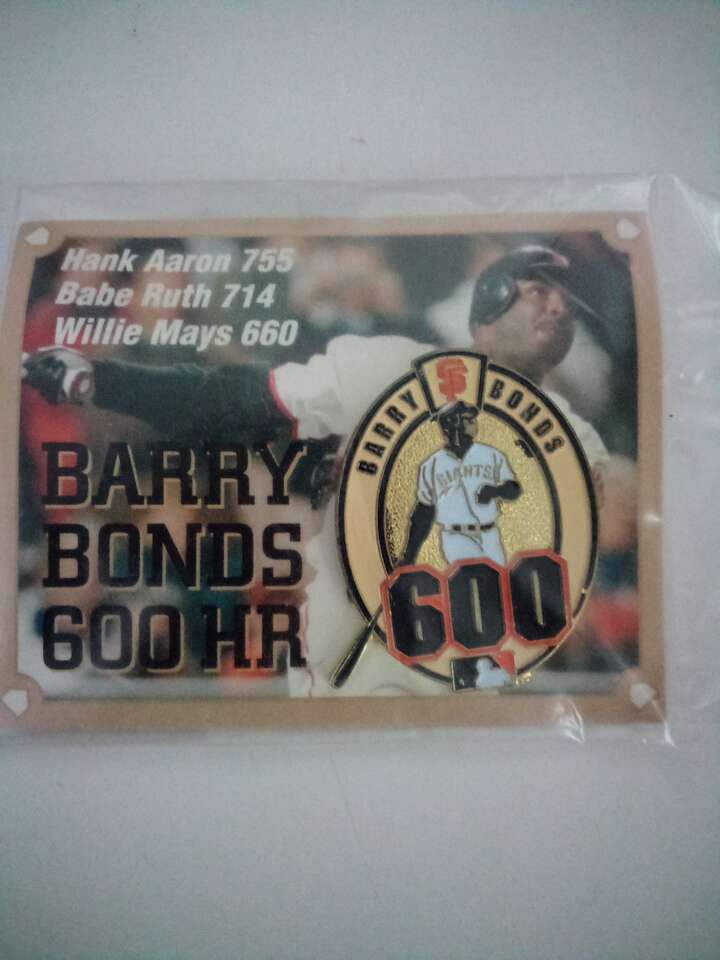 Hank Aaron 755
Babe Ruth 714
Willie Mays 660
BARRY
BONDS
600 HR
SF
BARRY BONDS
GIANTS
600